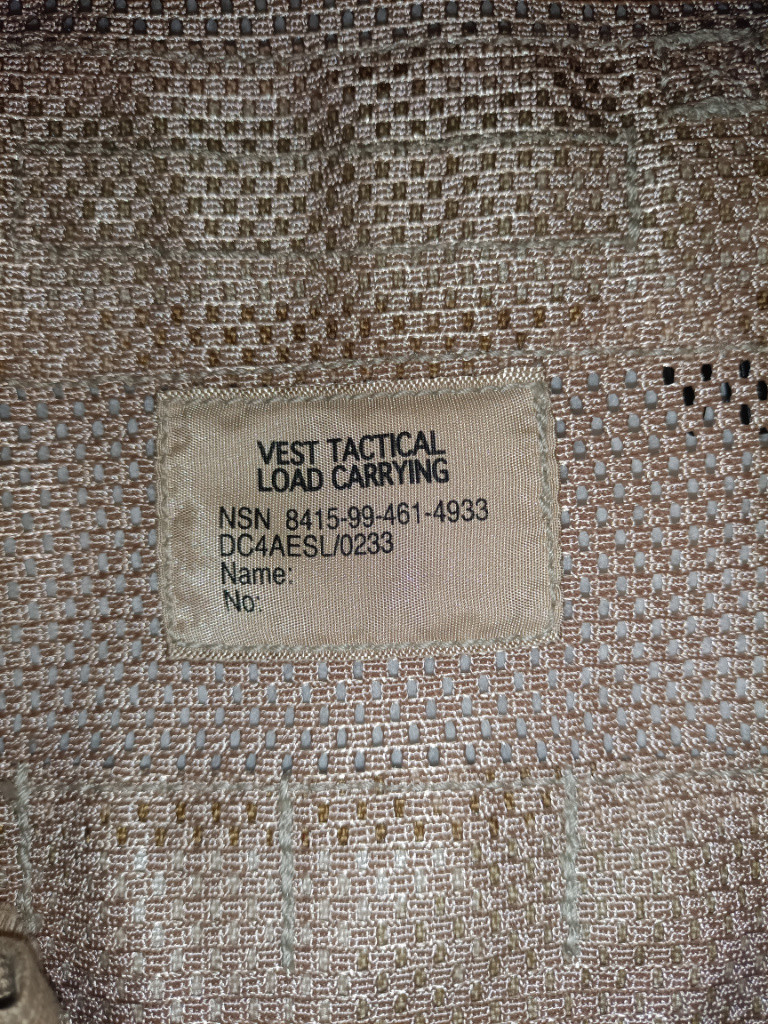 VEST TACTICAL
LOAD CARRYING
NSN 8415-99-461-4933
DC4AESL/0233
Name:
No: